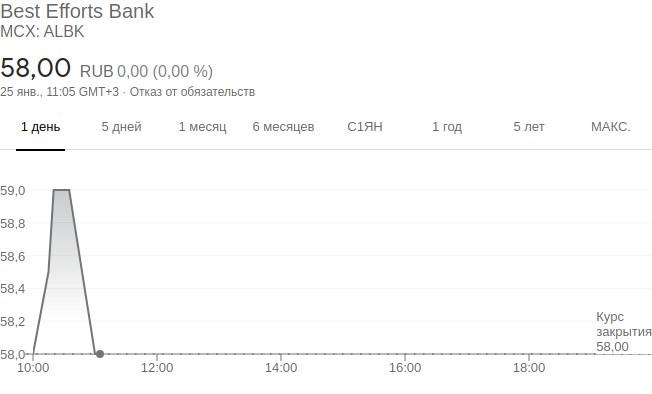 Best Efforts Bank
MCX: ALBK
58,00 RUB 0,00 (0,00 %)
25 янв., 11:05 GMT+3 · Отказ от обязательств
1 день 5 дней 1 месяц 6 месяцев С1ЯН 1 год 5 лет МАКС.
59,0
58,8
58,6
58,4
58,2
Курс
закрытия
58,00
58,0
10:00 12:00 14:00 16:00 18:00